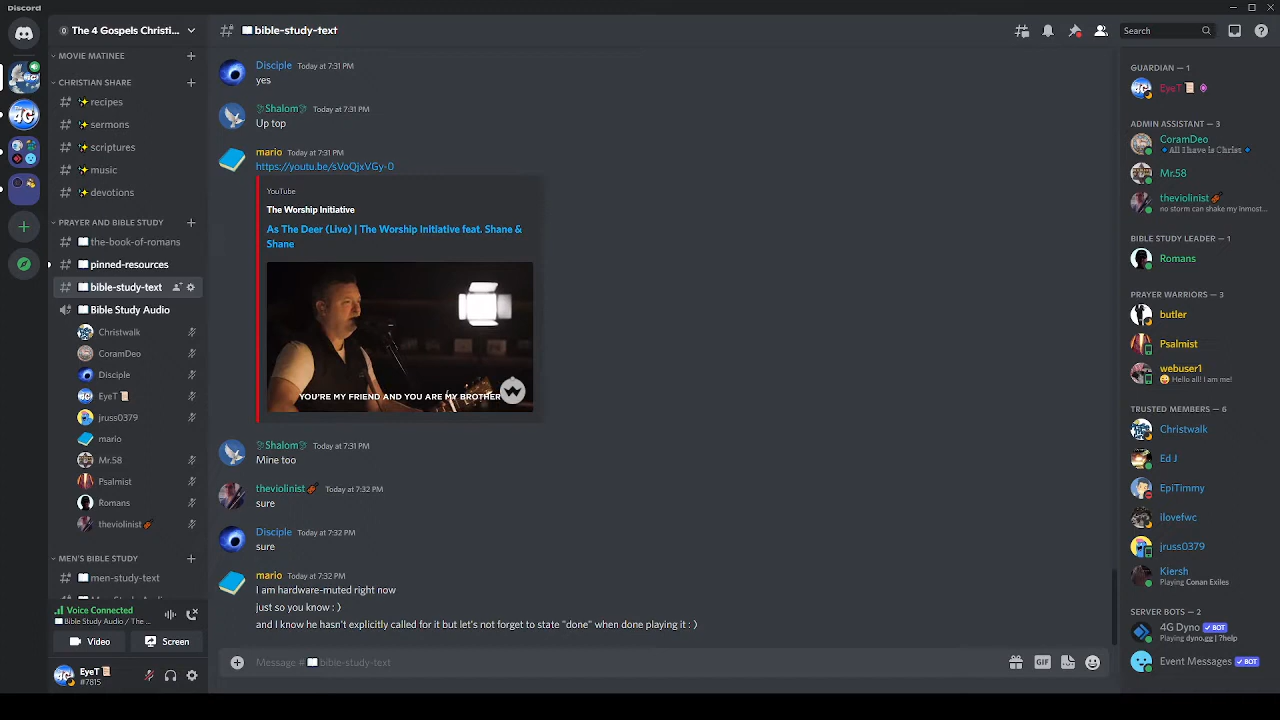 Discord
The 4 Gospels Christi...
MOVIE MATINEE
CHRISTIAN SHARE
# ✨recipes
# ✨sermons
# ✨scriptures
# ✨music
# ✨devotions
PRAYER AND BIBLE STUDY
# 📖the-book-of-romans
# 📖pinned-resources
# 📖bible-study-text
📖Bible Study Audio
Christwalk
CoramDeo
Disciple
EyeT📜
jruss0379
mario
Mr.58
Psalmist
Romans
theviolinist🎻
MEN'S BIBLE STUDY
# 📖men-study-text
Voice Connected
📖Bible Study Audio / The ...
Video
Screen
EyeT📜
#7815
📖bible-study-text
Search
Disciple Today at 7:31 PM
yes
🕊Shalom🕊 Today at 7:31 PM
Up top
mario Today at 7:31 PM
https://youtu.be/sVoQjxVGy-0
YouTube
The Worship Initiative
As The Deer (Live) | The Worship Initiative feat. Shane &
Shane
YOU'RE MY FRIEND AND YOU ARE MY BROTHER
🕊Shalom🕊 Today at 7:31 PM
Mine too
theviolinist🎻 Today at 7:32 PM
sure
Disciple Today at 7:32 PM
sure
mario Today at 7:32 PM
I am hardware-muted right now
just so you know : )
and I know he hasn't explicitly called for it but let's not forget to state "done" when done playing it : )
Message #📖bible-study-text
GIF
GUARDIAN — 1
EyeT📜
ADMIN ASSISTANT — 3
CoramDeo
All I have is Christ
Mr.58
theviolinist🎻
no storm can shake my inmost...
BIBLE STUDY LEADER — 1
Romans
PRAYER WARRIORS — 3
butler
Psalmist
webuser1
😀 Hello all! I am me!
TRUSTED MEMBERS — 6
Christwalk
Ed J
EpiTimmy
ilovefwc
jruss0379
Kiersh
Playing Conan Exiles
SERVER BOTS — 2
4G Dyno ✓ BOT
Playing dyno.gg | ?help
Event Messages ✓ BOT